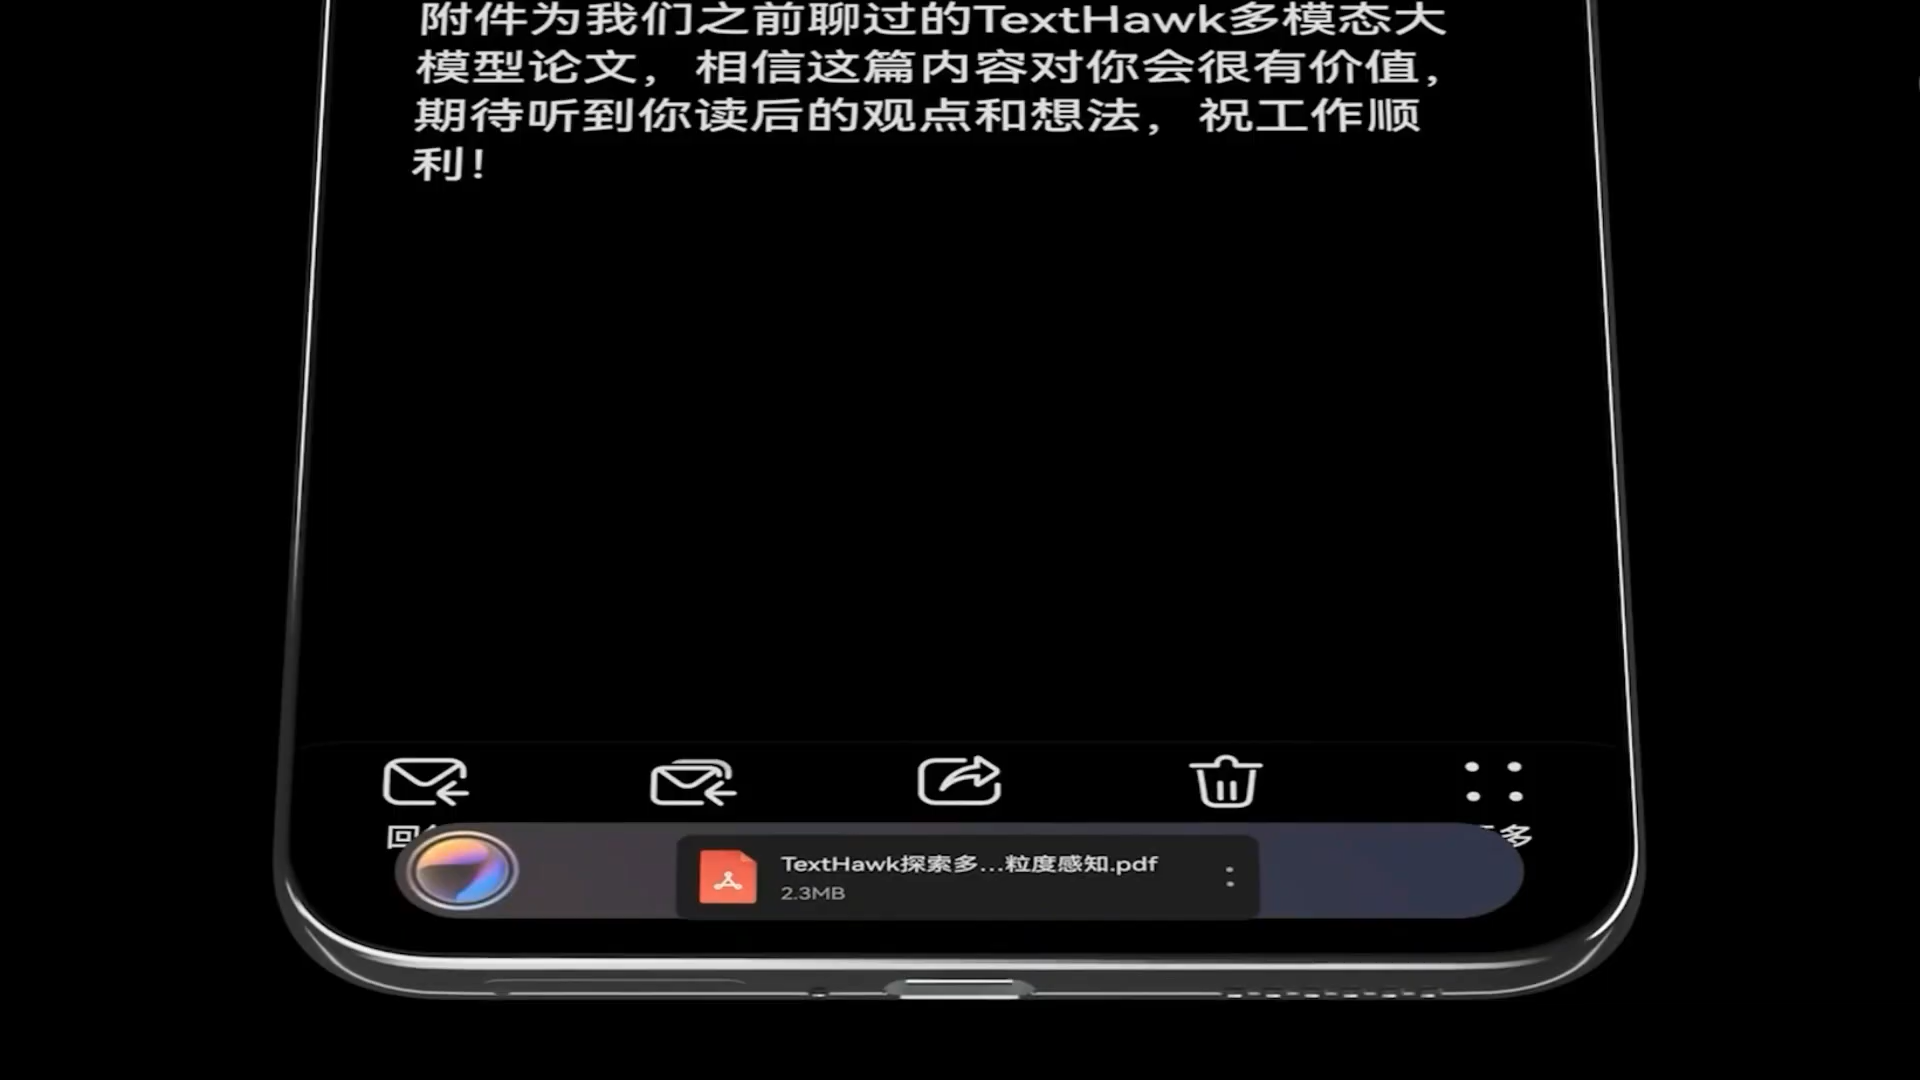 附件为我们之前聊过的TextHawk多模态大
模型论文，相信这篇内容对你会很有价值，
期待听到你读后的观点和想法，祝工作顺
利！
回
多
TextHawk探索多...粒度感知.pdf
2.3MB